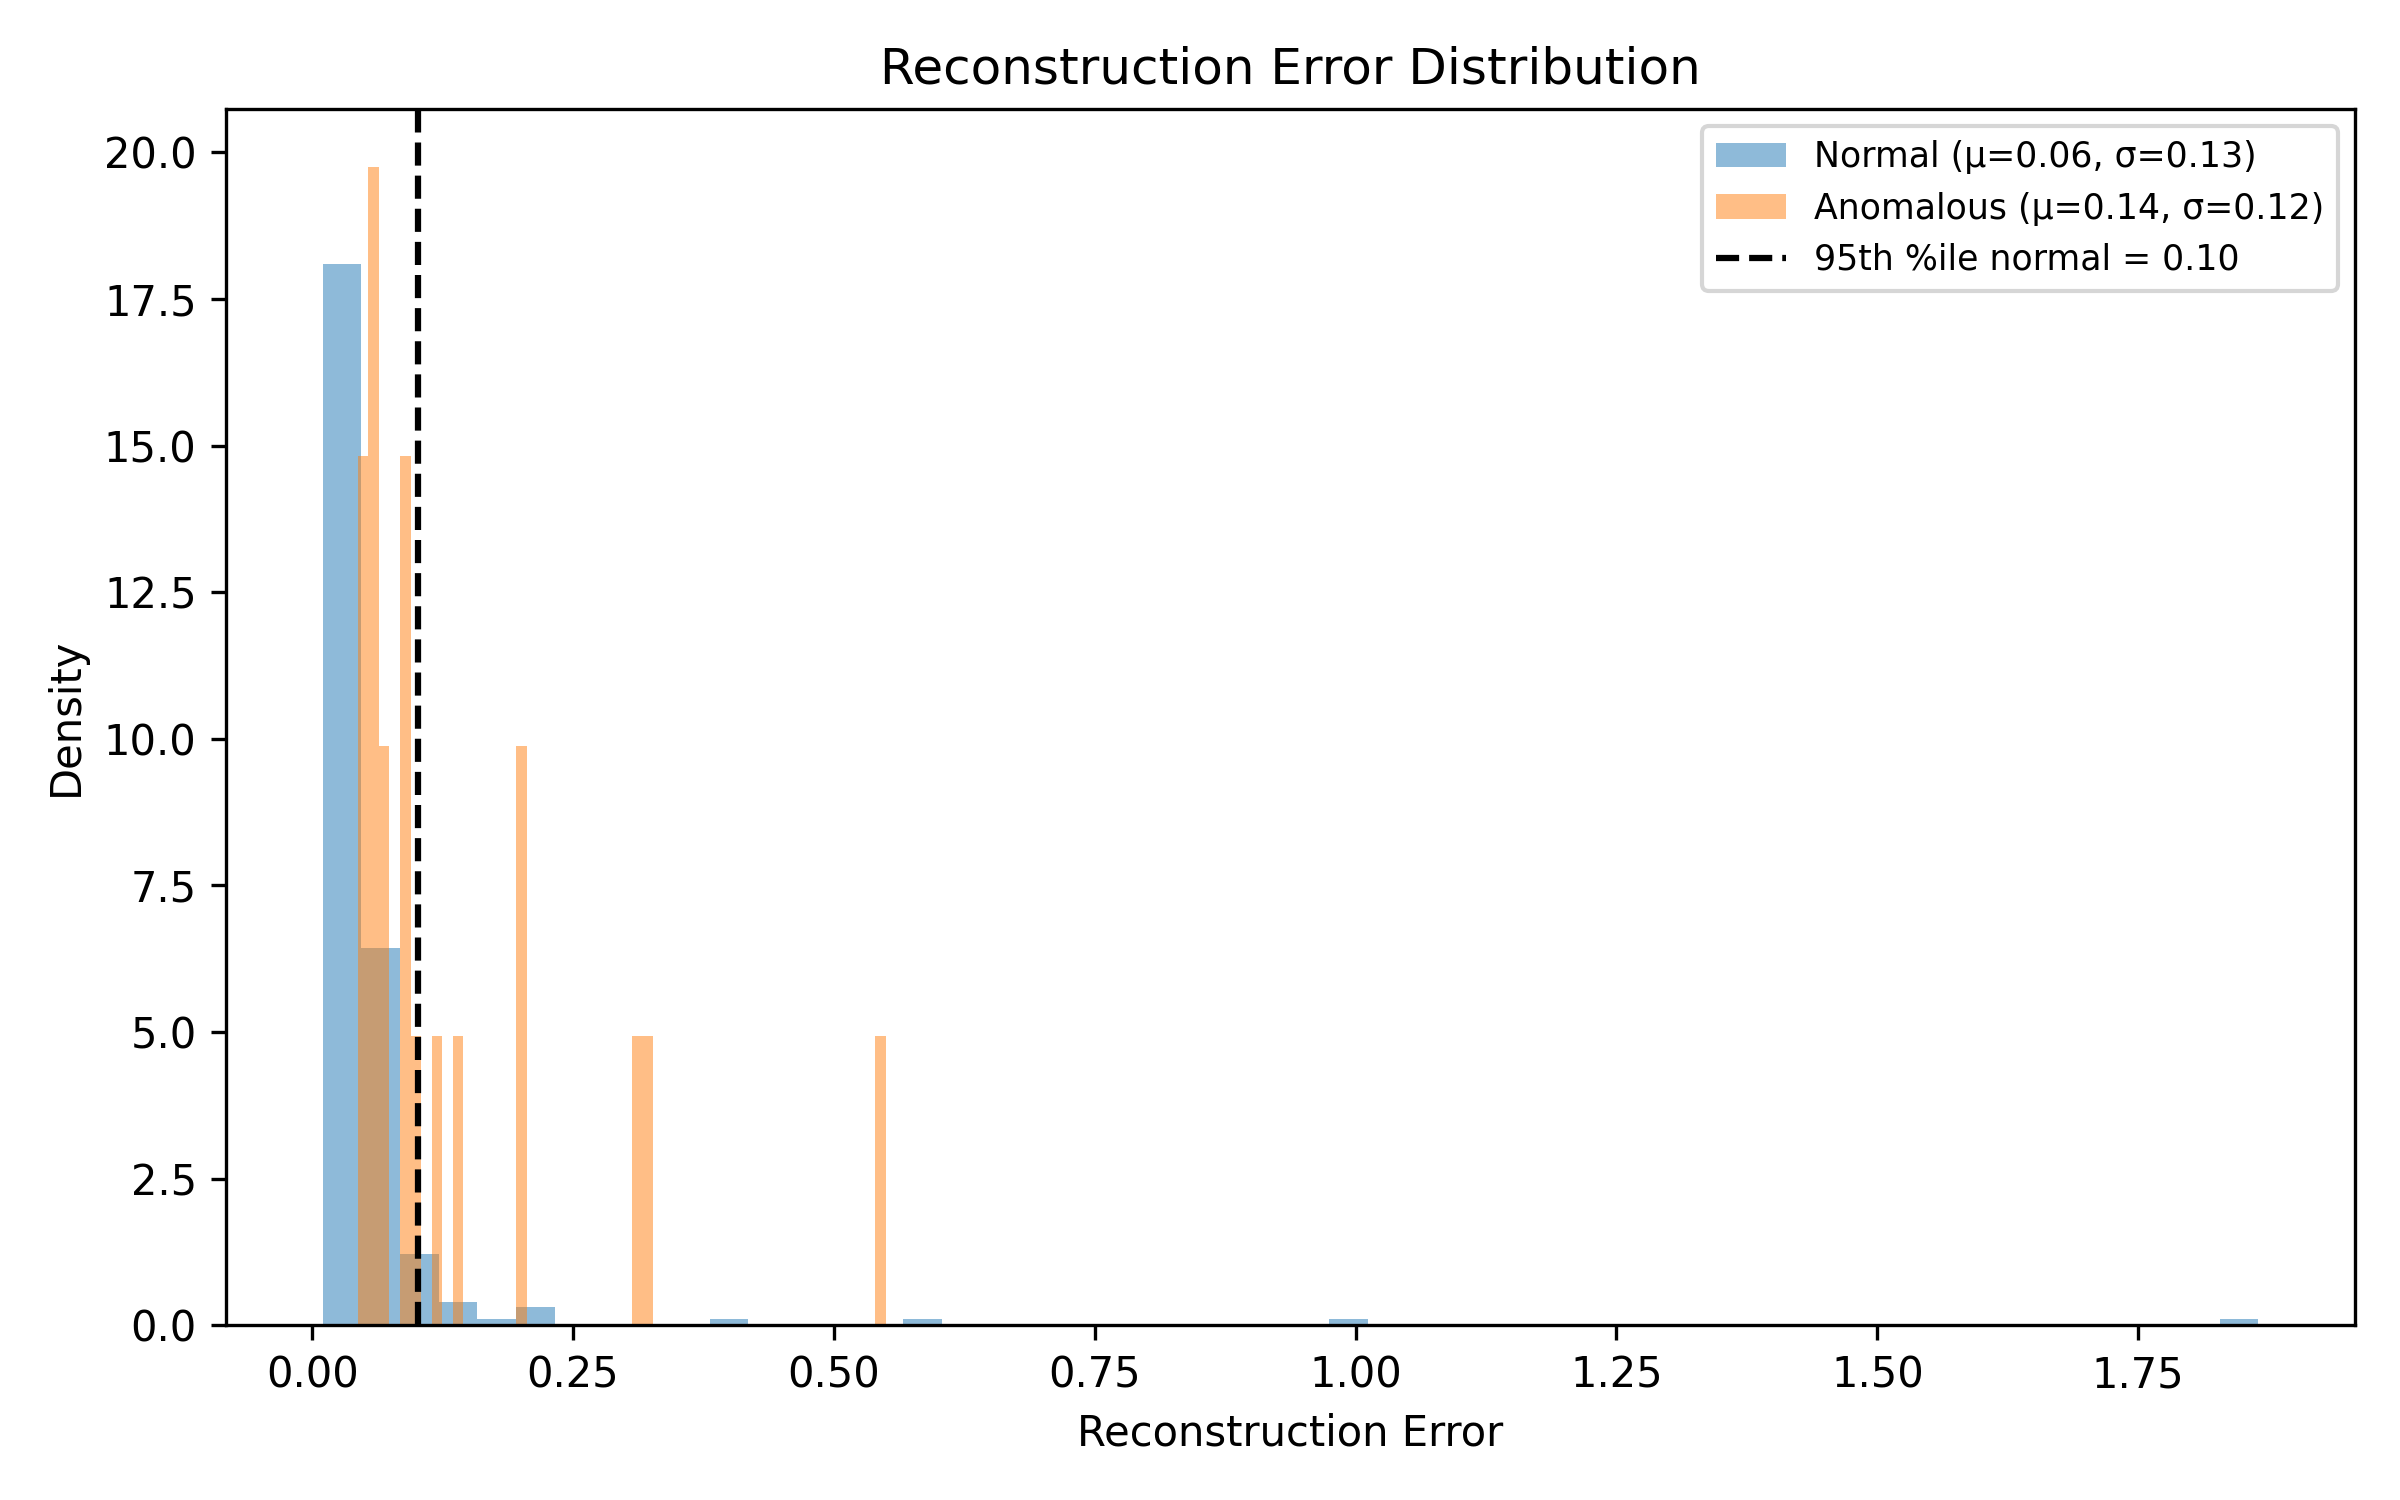 Reconstruction Error Distribution
Normal (μ=0.06, σ=0.13)
Anomalous (μ=0.14, σ=0.12)
95th %ile normal = 0.10
20.0
17.5
15.0
12.5
10.0
7.5
5.0
2.5
0.0
Density
0.00 0.25 0.50 0.75 1.00 1.25 1.50 1.75
Reconstruction Error